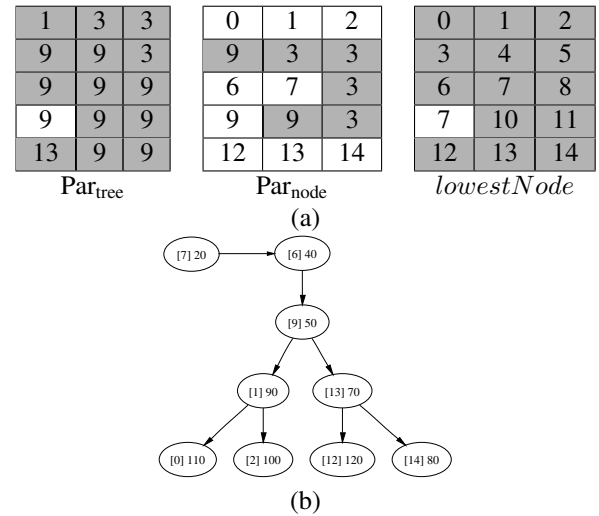 1 3 3 0 1 2 0 1 2
9 9 3 9 3 3 3 4 5
9 9 9 6 7 3 6 7 8
9 9 9 9 9 3 7 10 11
13 9 9 12 13 14 12 13 14
Par_tree Par_node lowestNode
(a)
[7] 20 [6] 40
[9] 50
[1] 90 [13] 70
[0] 110 [2] 100 [12] 120 [14] 80
(b)